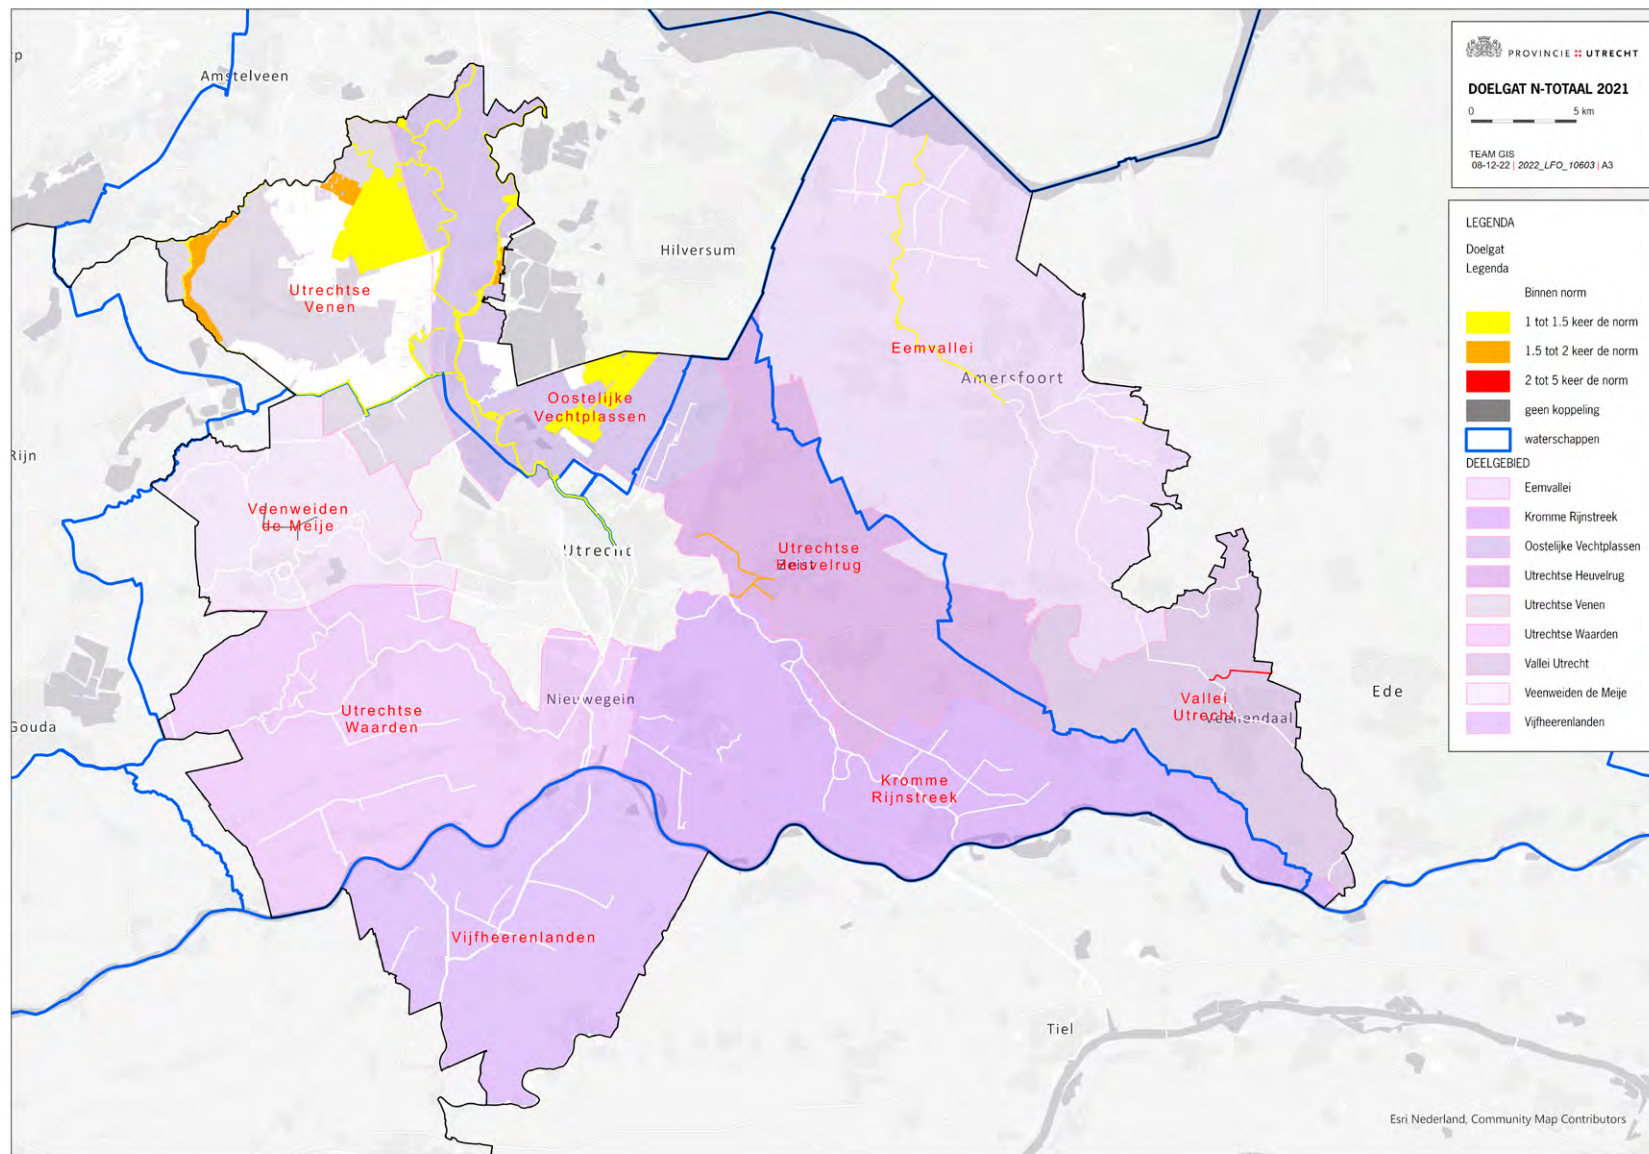 PROVINCIE UTRECHT
DOELGAT N-TOTAAL 2021
0 5 km
TEAM GIS
08-12-22 | 2022_LFO_10603 | A3
LEGENDA
Doelgat
Legenda
Binnen norm
1 tot 1.5 keer de norm
1.5 tot 2 keer de norm
2 tot 5 keer de norm
geen koppeling
waterschappen
DEELGEBIED
Eemvallei
Kromme Rijnstreek
Oostelijke Vechtplassen
Utrechtse Heuvelrug
Utrechtse Venen
Utrechtse Waarden
Vallei Utrecht
Veenweiden de Meije
Vijfheerenlanden
p
Amstelveen
Hilversum
Utrechtse
Venen
Eemvallei
Amersfoort
Oostelijke
Vechtplassen
Rijn
Veenweiden
de Meije
Utrecht
Utrechtse
Heuvelrug
Zeist
Nieuwegein
Utrechtse
Waarden
Gouda
Vallei
Utrecht
Veenendaal
Ede
Kromme
Rijnstreek
Vijfheerenlanden
Tiel
Esri Nederland, Community Map Contributors